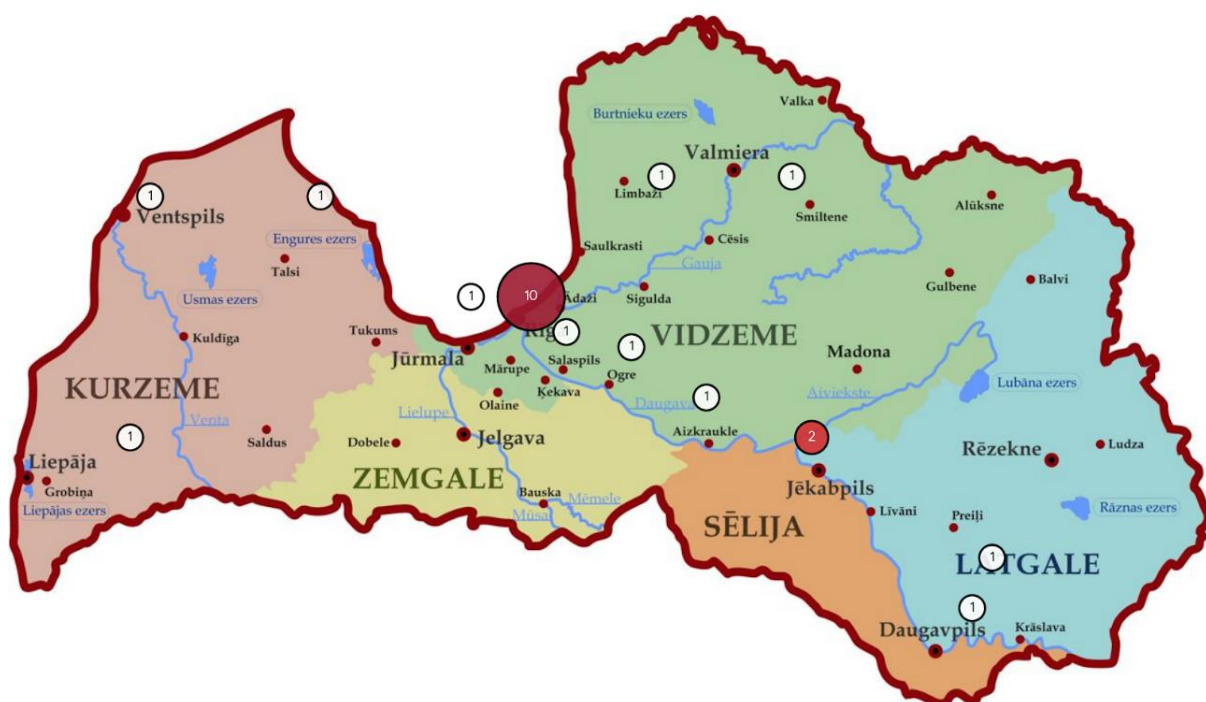 Valka
Burtnieku ezers
Valmiera
1
1
Limbaži
Smiltene
Alūksne
1
1
Ventspils
Engures ezers
Talsi
Usmas ezers
Saulkrasti
Cēsis
Gauja
Gulbene
Balvi
1
10
Ādaži
Sigulda
Rīg
1
1
VIDZEME
Kuldīga
Tukums
Jūrmala
Mārupe
Salaspils
Ķekava
Ogre
Olaine
Madona
Lubāna ezers
KURZEME
1
Daugava
Aiviekste
Venta
Lielupe
1
Saldus
Dobele
Jelgava
Aizkraukle
2
Rēzekne
Ludza
Liepāja
Grobiņa
Liepājas ezers
ZEMGALE
Bauska
Mēmele
Mūsa
Jēkabpils
Līvāni
Preiļi
Rāznas ezers
SĒLIJA
1
LATGALE
1
Daugavpils
Krāslava